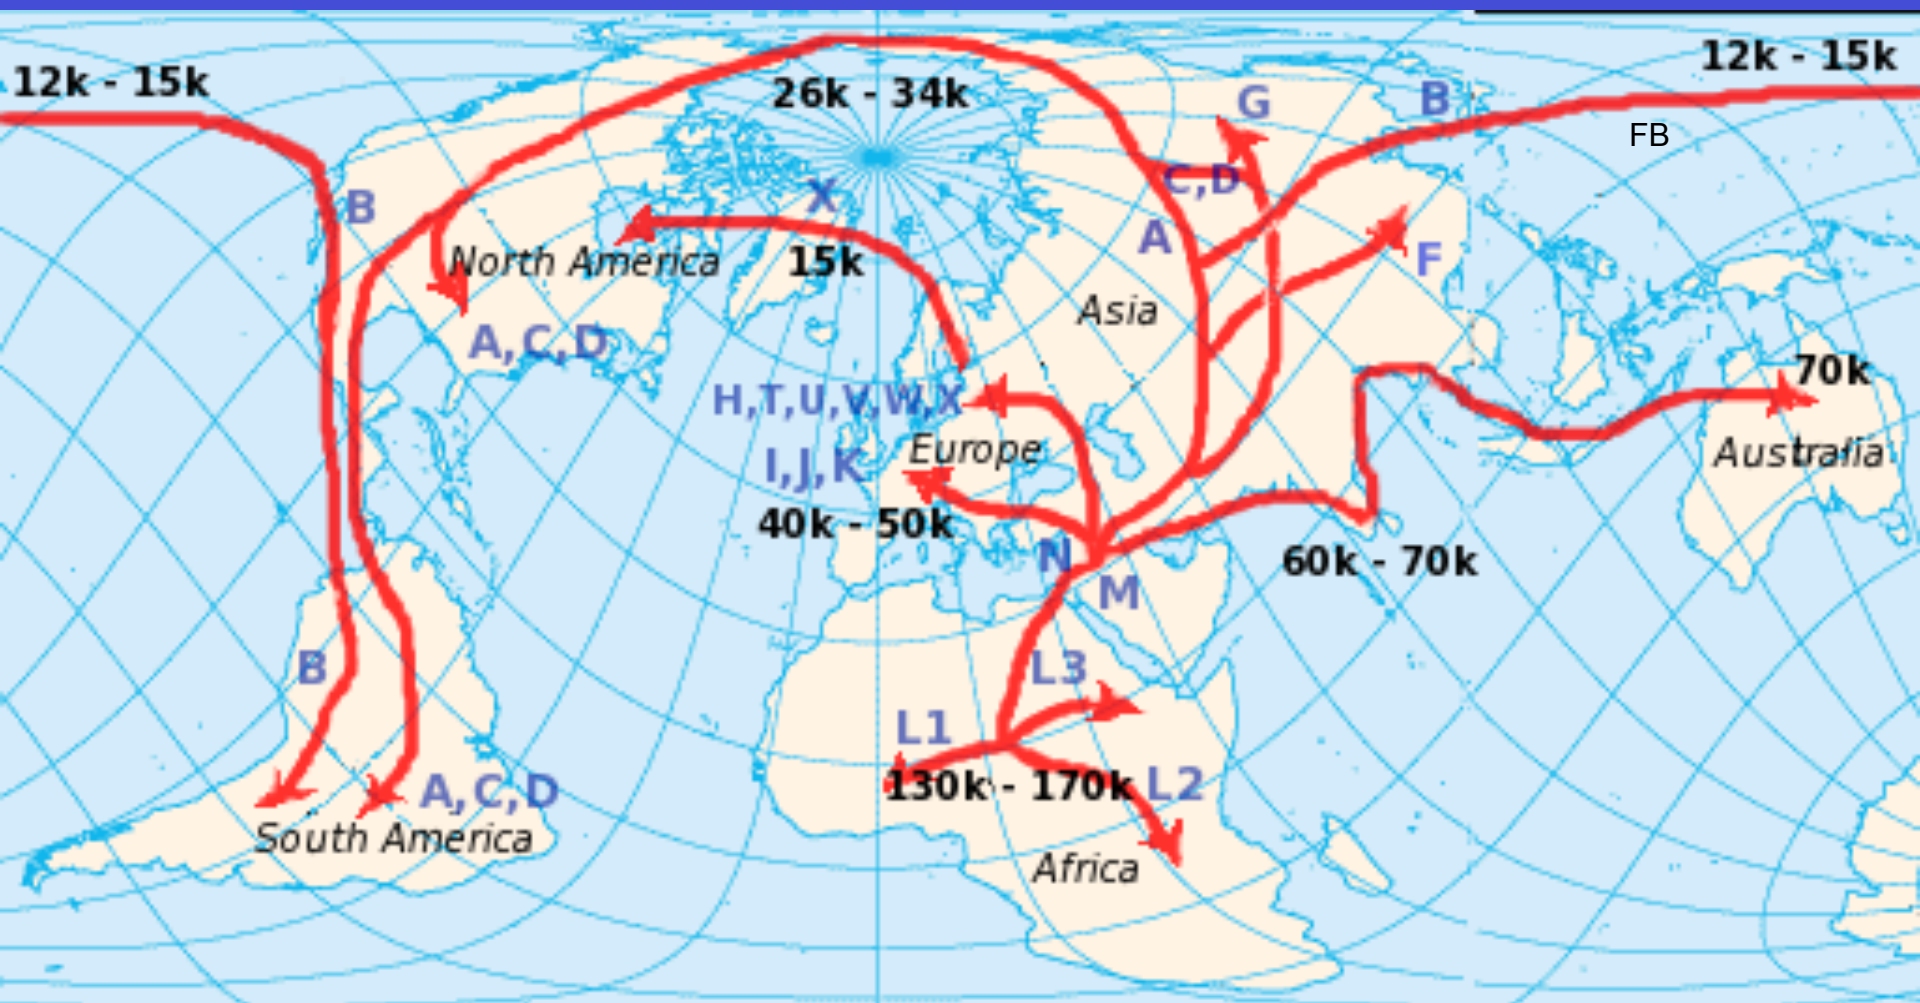 12k - 15k
26k - 34k
12k - 15k
G
B
FB
C,D
X
B
A
North America
15k
F
Asia
A,C,D
70k
H,T,U,V,W,X
Europe
Australia
I,J,K
40k - 50k
N
60k - 70k
M
B
L3
L1
130k - 170k
L2
A,C,D
South America
Africa